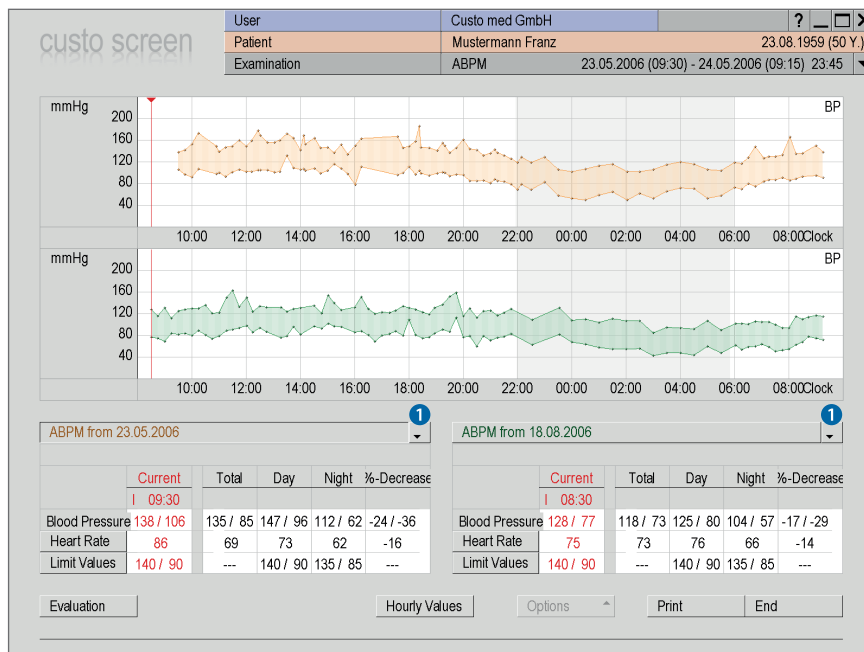 custo screen
User Custo med GmbH ?
Patient Mustermann Franz 23.08.1959 (50 Y.)
Examination ABPM 23.05.2006 (09:30) - 24.05.2006 (09:15) 23:45
mmHg BP
200
160
120
80
40
10:00 12:00 14:00 16:00 18:00 20:00 22:00 00:00 02:00 04:00 06:00 08:00Clock
mmHg BP
200
160
120
80
40
10:00 12:00 14:00 16:00 18:00 20:00 22:00 00:00 02:00 04:00 06:00 08:00Clock
1 1
ABPM from 23.05.2006 ABPM from 18.08.2006
Current Total Day Night %-Decrease Current Total Day Night %-Decrease
I 09:30 I 08:30
Blood Pressure 138 / 106 135 / 85 147 / 96 112 / 62 -24 / -36 Blood Pressure 128 / 77 118 / 73 125 / 80 104 / 57 -17 / -29
Heart Rate 86 69 73 62 -16 Heart Rate 75 73 76 66 -14
Limit Values 140 / 90 --- 140 / 90 135 / 85 --- Limit Values 140 / 90 --- 140 / 90 135 / 85 ---
Evaluation Hourly Values Options Print End